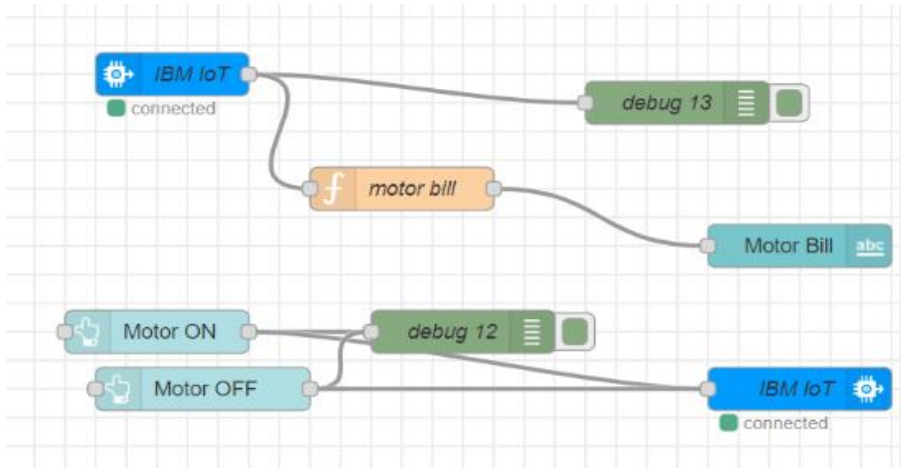 IBM IoT
connected
debug 13
f motor bill
Motor Bill abc
Motor ON
debug 12
Motor OFF
IBM IoT
connected